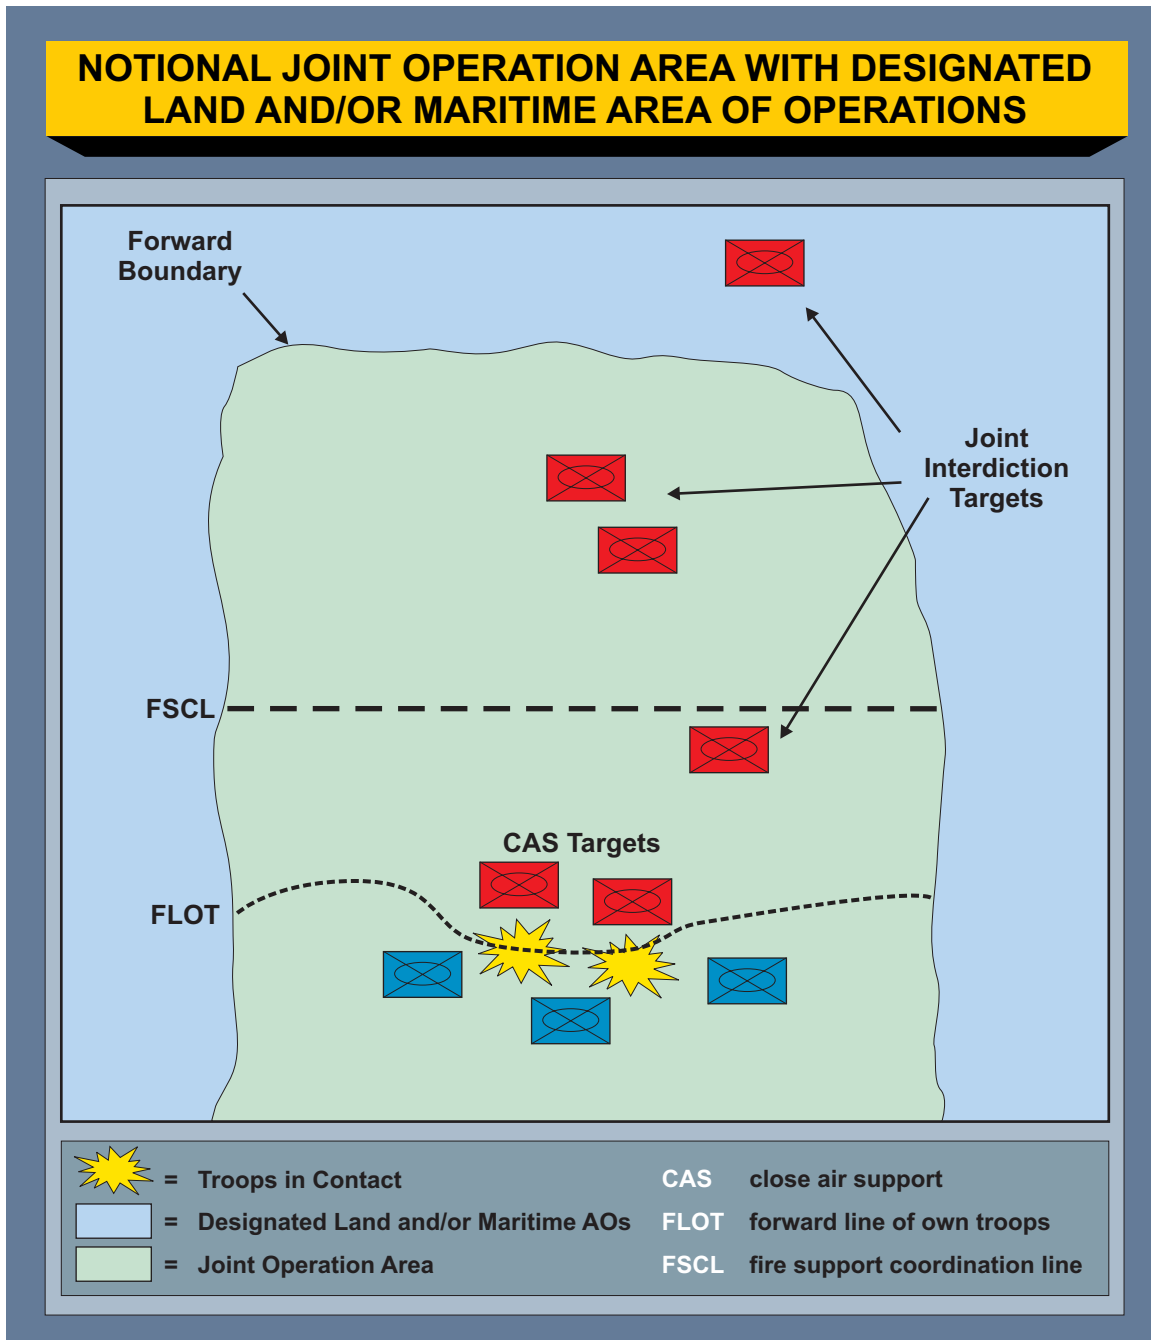 NOTIONAL JOINT OPERATION AREA WITH DESIGNATED
LAND AND/OR MARITIME AREA OF OPERATIONS
Forward
Boundary
Joint
Interdiction
Targets
FSCL
CAS Targets
FLOT
= Troops in Contact
= Designated Land and/or Maritime AOs
= Joint Operation Area
CAS close air support
FLOT forward line of own troops
FSCL fire support coordination line